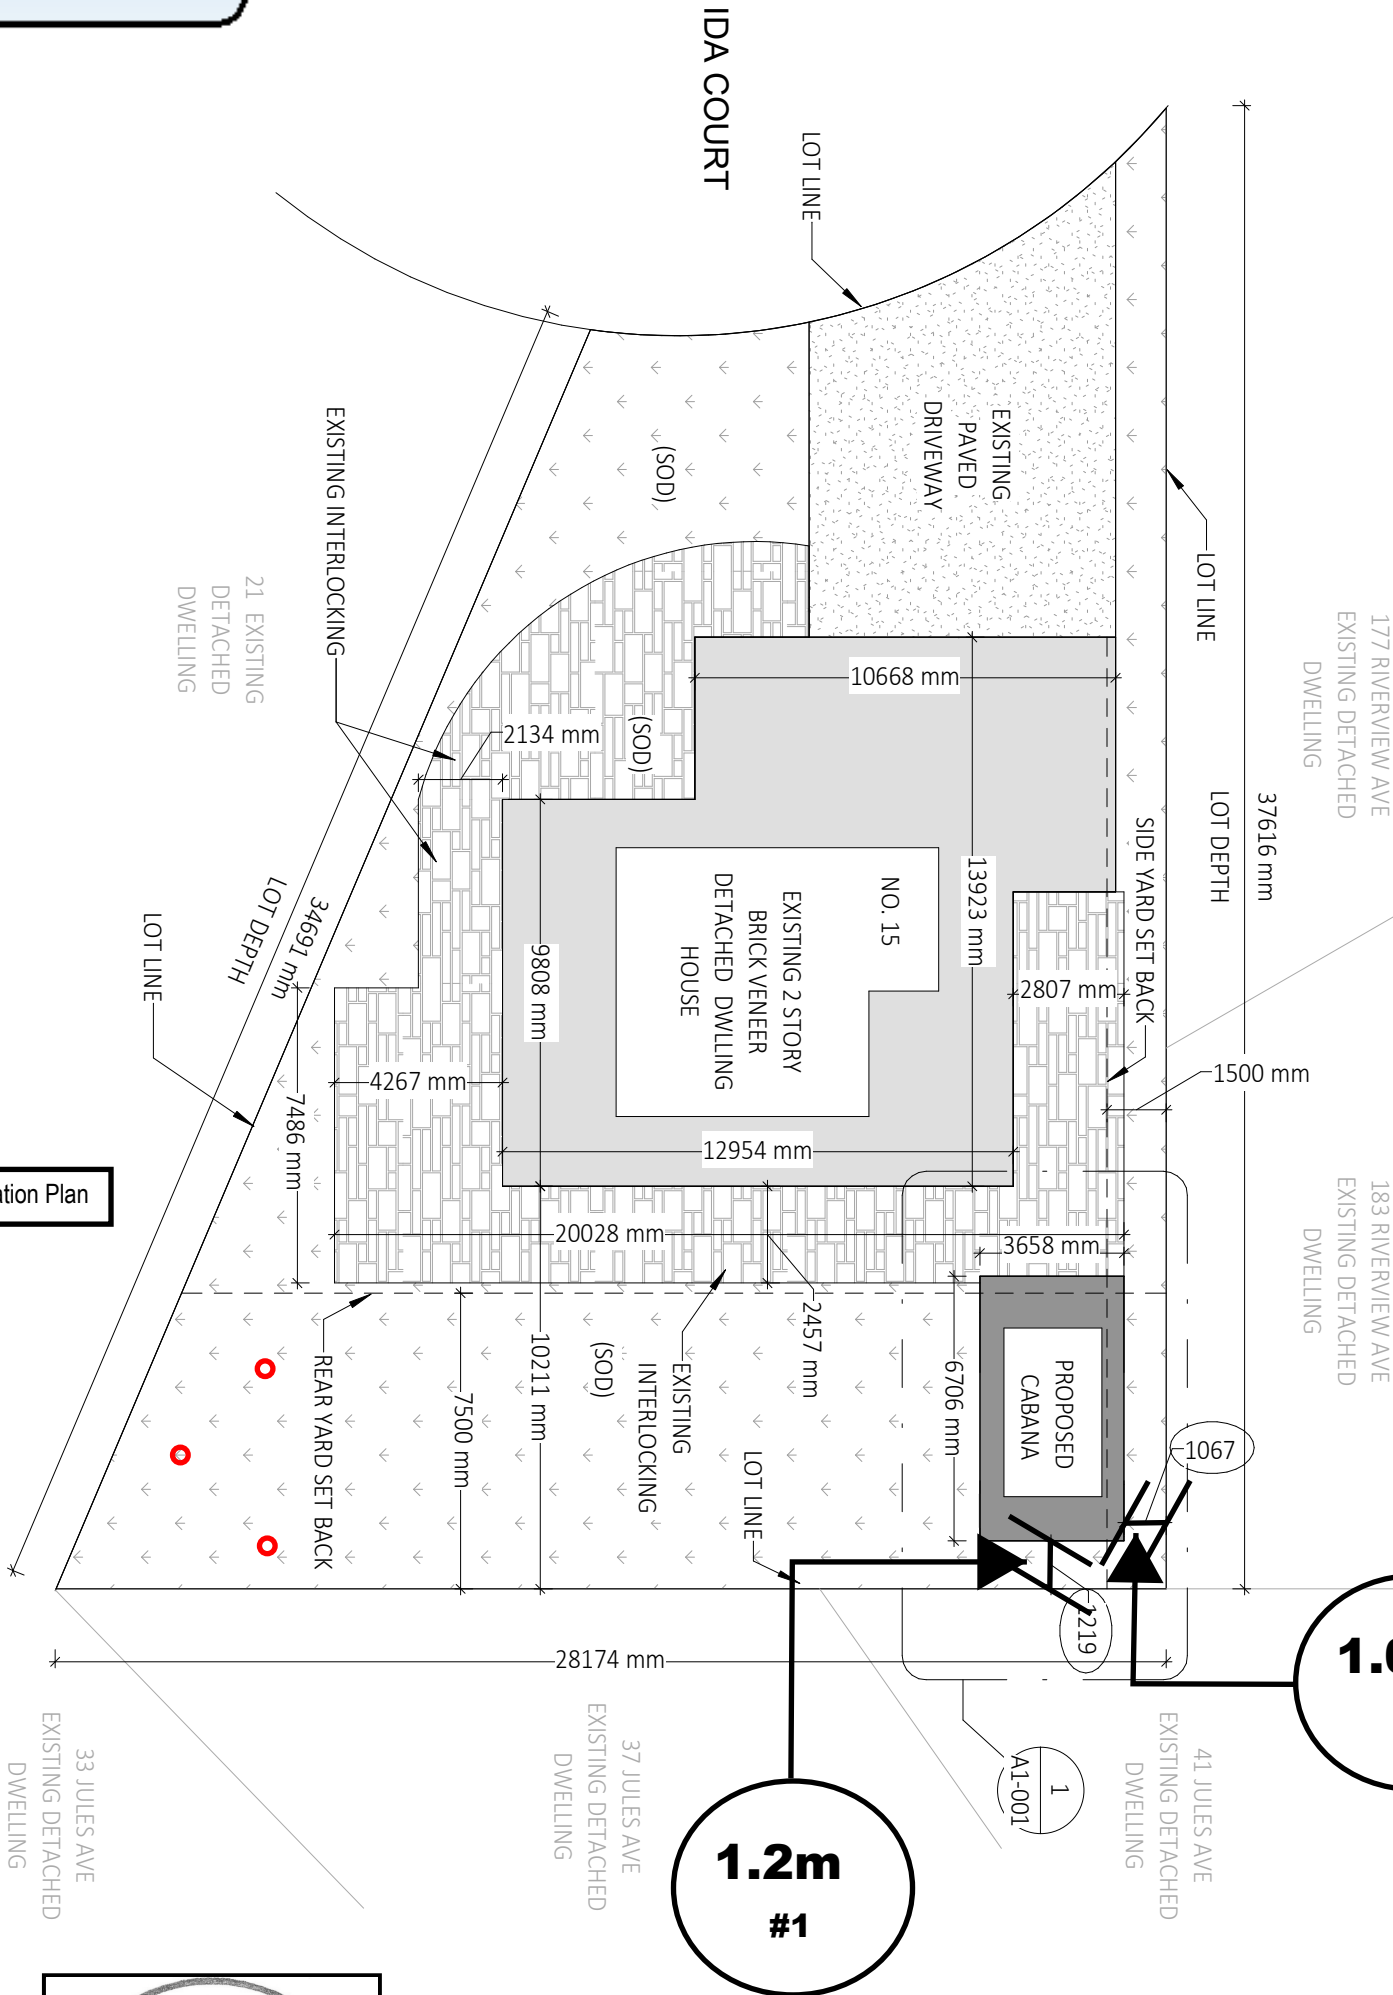 IDA COURT
LOT LINE
EXISTING
PAVED
DRIVEWAY
(SOD)
LOT LINE
177 RIVERVIEW AVE
EXISTING DETACHED
DWELLING
EXISTING INTERLOCKING
21 EXISTING
DETACHED
DWELLING
10668 mm
2134 mm
(SOD)
37616 mm
LOT DEPTH
SIDE YARD SET BACK
13923 mm
NO. 15
EXISTING 2 STORY
BRICK VENEER
DETACHED DWLLING
HOUSE
9808 mm
2807 mm
1500 mm
34691 mm
LOT DEPTH
LOT LINE
4267 mm
7486 mm
12954 mm
183 RIVERVIEW AVE
EXISTING DETACHED
DWELLING
ation Plan
20028 mm
3658 mm
2457 mm
10211 mm
7500 mm
REAR YARD SET BACK
(SOD)
EXISTING
INTERLOCKING
6706 mm
PROPOSED
CABANA
1067
LOT LINE
1219
28174 mm
1
A1-001
33 JULES AVE
EXISTING DETACHED
DWELLING
37 JULES AVE
EXISTING DETACHED
DWELLING
41 JULES AVE
EXISTING DETACHED
DWELLING
1.2m
#1